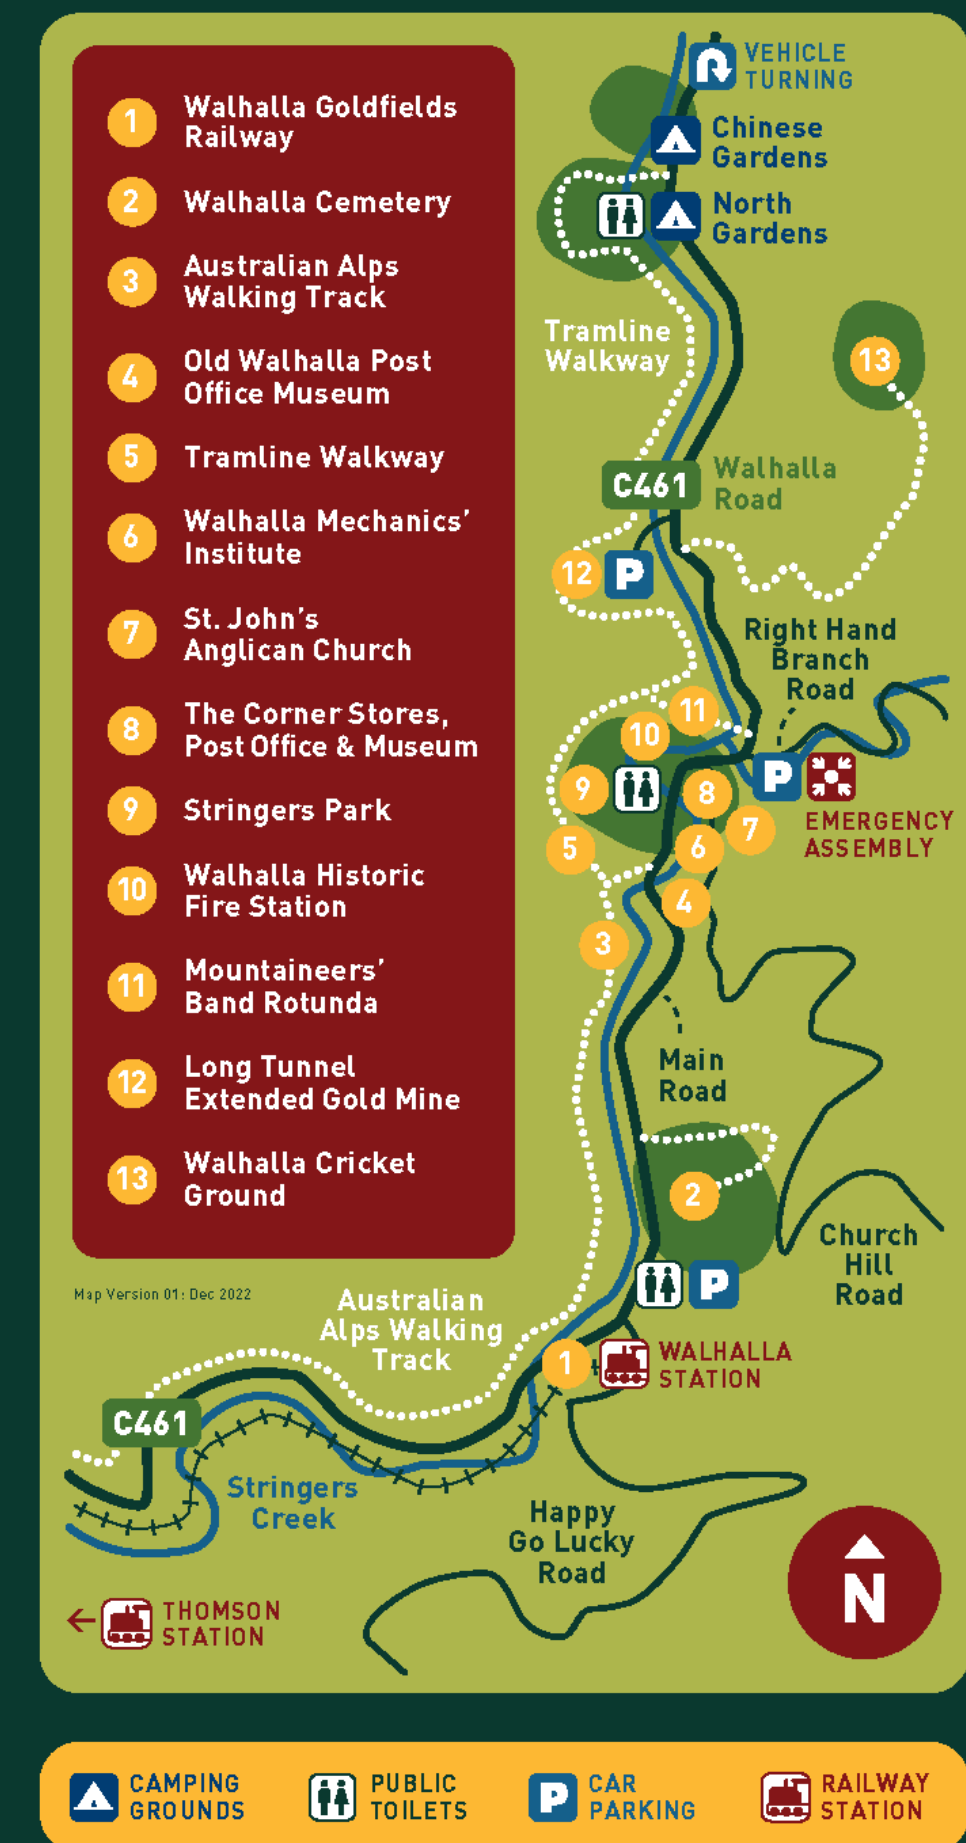 1 Walhalla Goldfields
Railway
2 Walhalla Cemetery
3 Australian Alps
Walking Track
4 Old Walhalla Post
Office Museum
5 Tramline Walkway
6 Walhalla Mechanics'
Institute
7 St. John's
Anglican Church
8 The Corner Stores,
Post Office & Museum
9 Stringers Park
10 Walhalla Historic
Fire Station
11 Mountaineers'
Band Rotunda
12 Long Tunnel
Extended Gold Mine
13 Walhalla Cricket
Ground
Map Version 01: Dec 2022
VEHICLE
TURNING
Chinese
Gardens
North
Gardens
Tramline
Walkway
13
C461
Walhalla
Road
12 P
Right Hand
Branch
Road
11
10
P
9
8
7
EMERGENCY
ASSEMBLY
5
6
4
3
Main
Road
2
Church
Hill
Road
P
Australian
Alps Walking
Track
1
WALHALLA
STATION
C461
Stringers
Creek
Happy
Go Lucky
Road
N
THOMSON
STATION
CAMPING
GROUNDS
PUBLIC
TOILETS
P
CAR
PARKING
RAILWAY
STATION